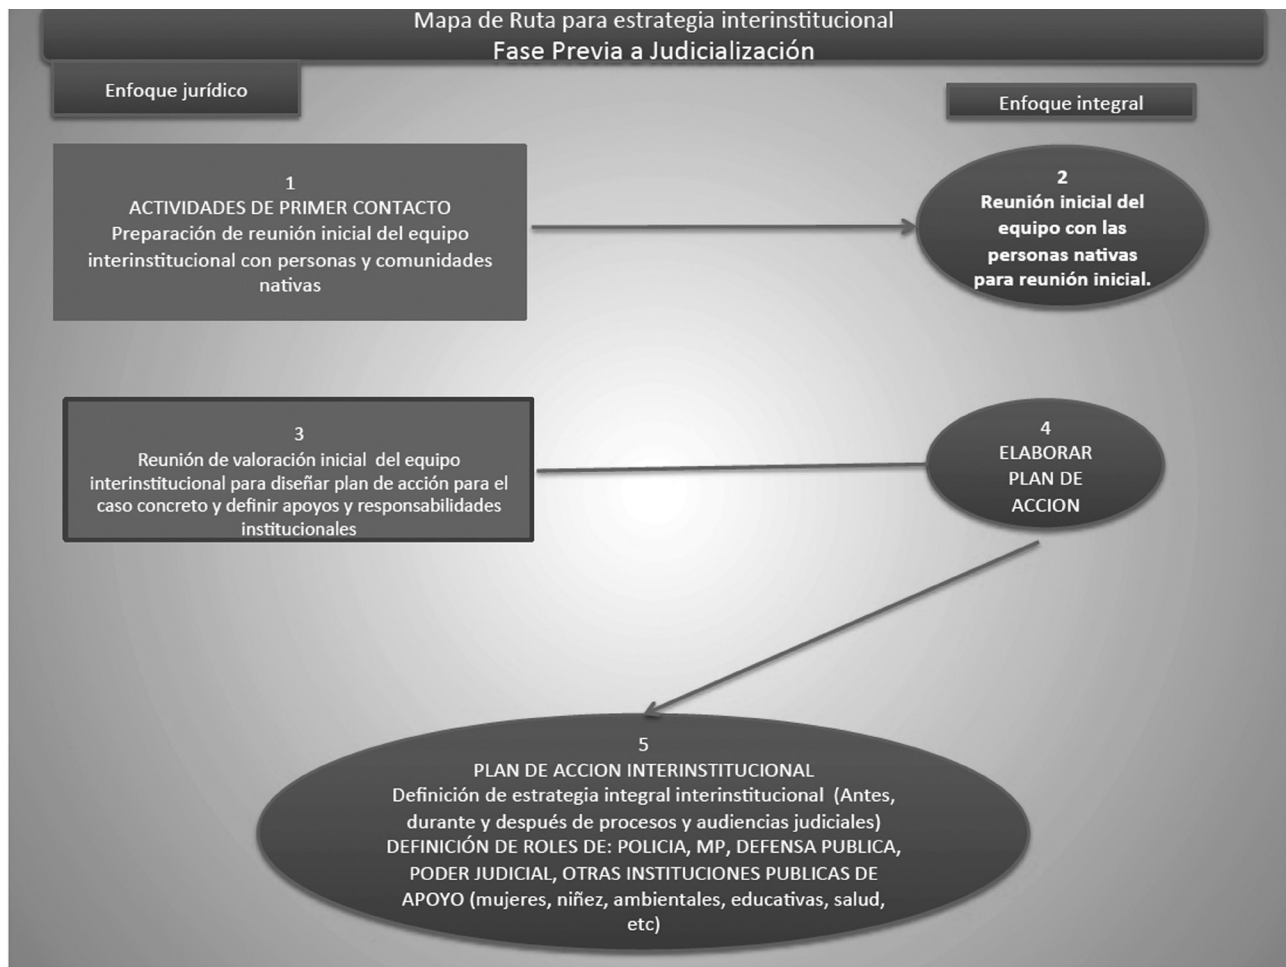 Mapa de Ruta para estrategia interinstitucional
Fase Previa a Judicialización
Enfoque jurídico
Enfoque integral
1
ACTIVIDADES DE PRIMER CONTACTO
Preparación de reunión inicial del equipo
interinstitucional con personas y comunidades
nativas
2
Reunión inicial del
equipo con las
personas nativas
para reunión inicial.
3
Reunión de valoración inicial del equipo
interinstitucional para diseñar plan de acción para el
caso concreto y definir apoyos y responsabilidades
institucionales
4
ELABORAR
PLAN DE
ACCION
5
PLAN DE ACCION INTERINSTITUCIONAL
Definición de estrategia integral interinstitucional (Antes,
durante y después de procesos y audiencias judiciales)
DEFINICIÓN DE ROLES DE: POLICIA, MP, DEFENSA PUBLICA,
PODER JUDICIAL, OTRAS INSTITUCIONES PUBLICAS DE
APOYO (mujeres, niñez, ambientales, educativas, salud,
etc)